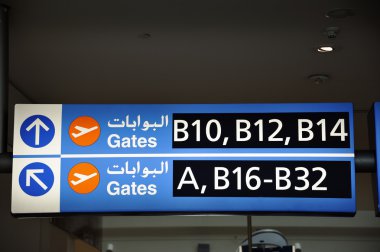 البوابات
Gates
B10, B12, B14
البوابات
Gates
A, B16-B32